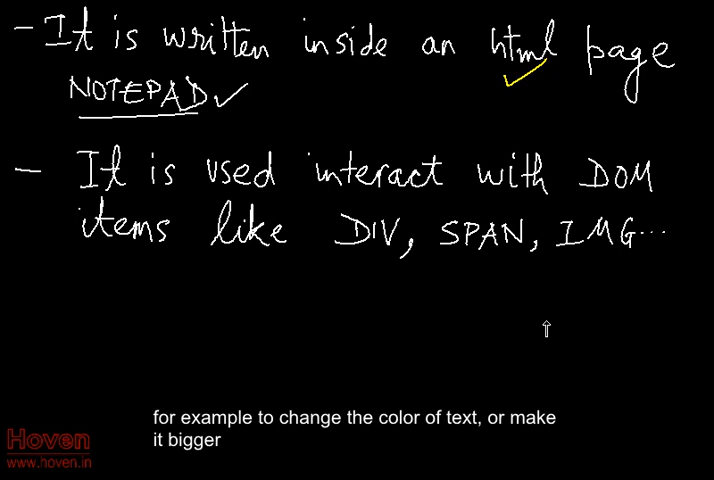 - It is written inside an html page
NOTEPAD
- It is used interact with DOM
items like DIV, SPAN, IMG...
for example to change the color of text, or make
it bigger
Hoven
www.hoven.in